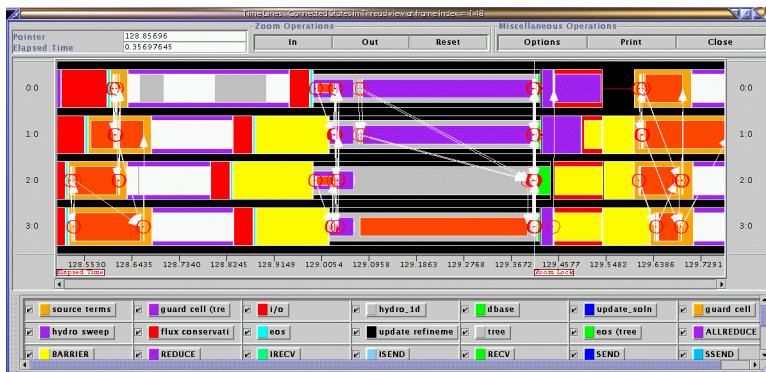 Time Lines : Connected States In Thread View at frame index = 148
Zoom Operations Miscellaneous Operations
Pointer 128.85696
Elapsed Time 0.35697645
In Out Reset Options Print Close
0:0 0:0
1:0 1:0
2:0 2:0
3:0 3:0
128.5530 128.6435 128.7340 128.8245 128.9149 129.0054 129.0958 129.1863 129.2768 129.3672 129.4577 129.5482 129.6386 129.7291
Elapsed Time Zoom Lock
source terms guard cell (tre i/o hydro_1d dbase update_soln guard cell
hydro sweep flux conservati eos update refineme tree eos (tree ALLREDUCE
BARRIER REDUCE IRECV ISEND RECV SEND SSEND